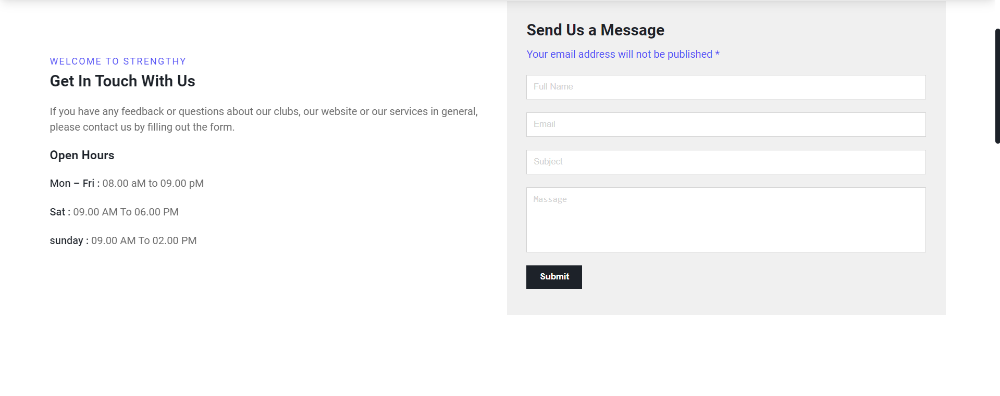 WELCOME TO STRENGTHY
Get In Touch With Us
If you have any feedback or questions about our clubs, our website or our services in general,
please contact us by filling out the form.
Open Hours
Mon – Fri : 08.00 aM to 09.00 pM
Sat : 09.00 AM To 06.00 PM
sunday : 09.00 AM To 02.00 PM
Send Us a Message
Your email address will not be published *
Full Name
Email
Subject
Massage
Submit